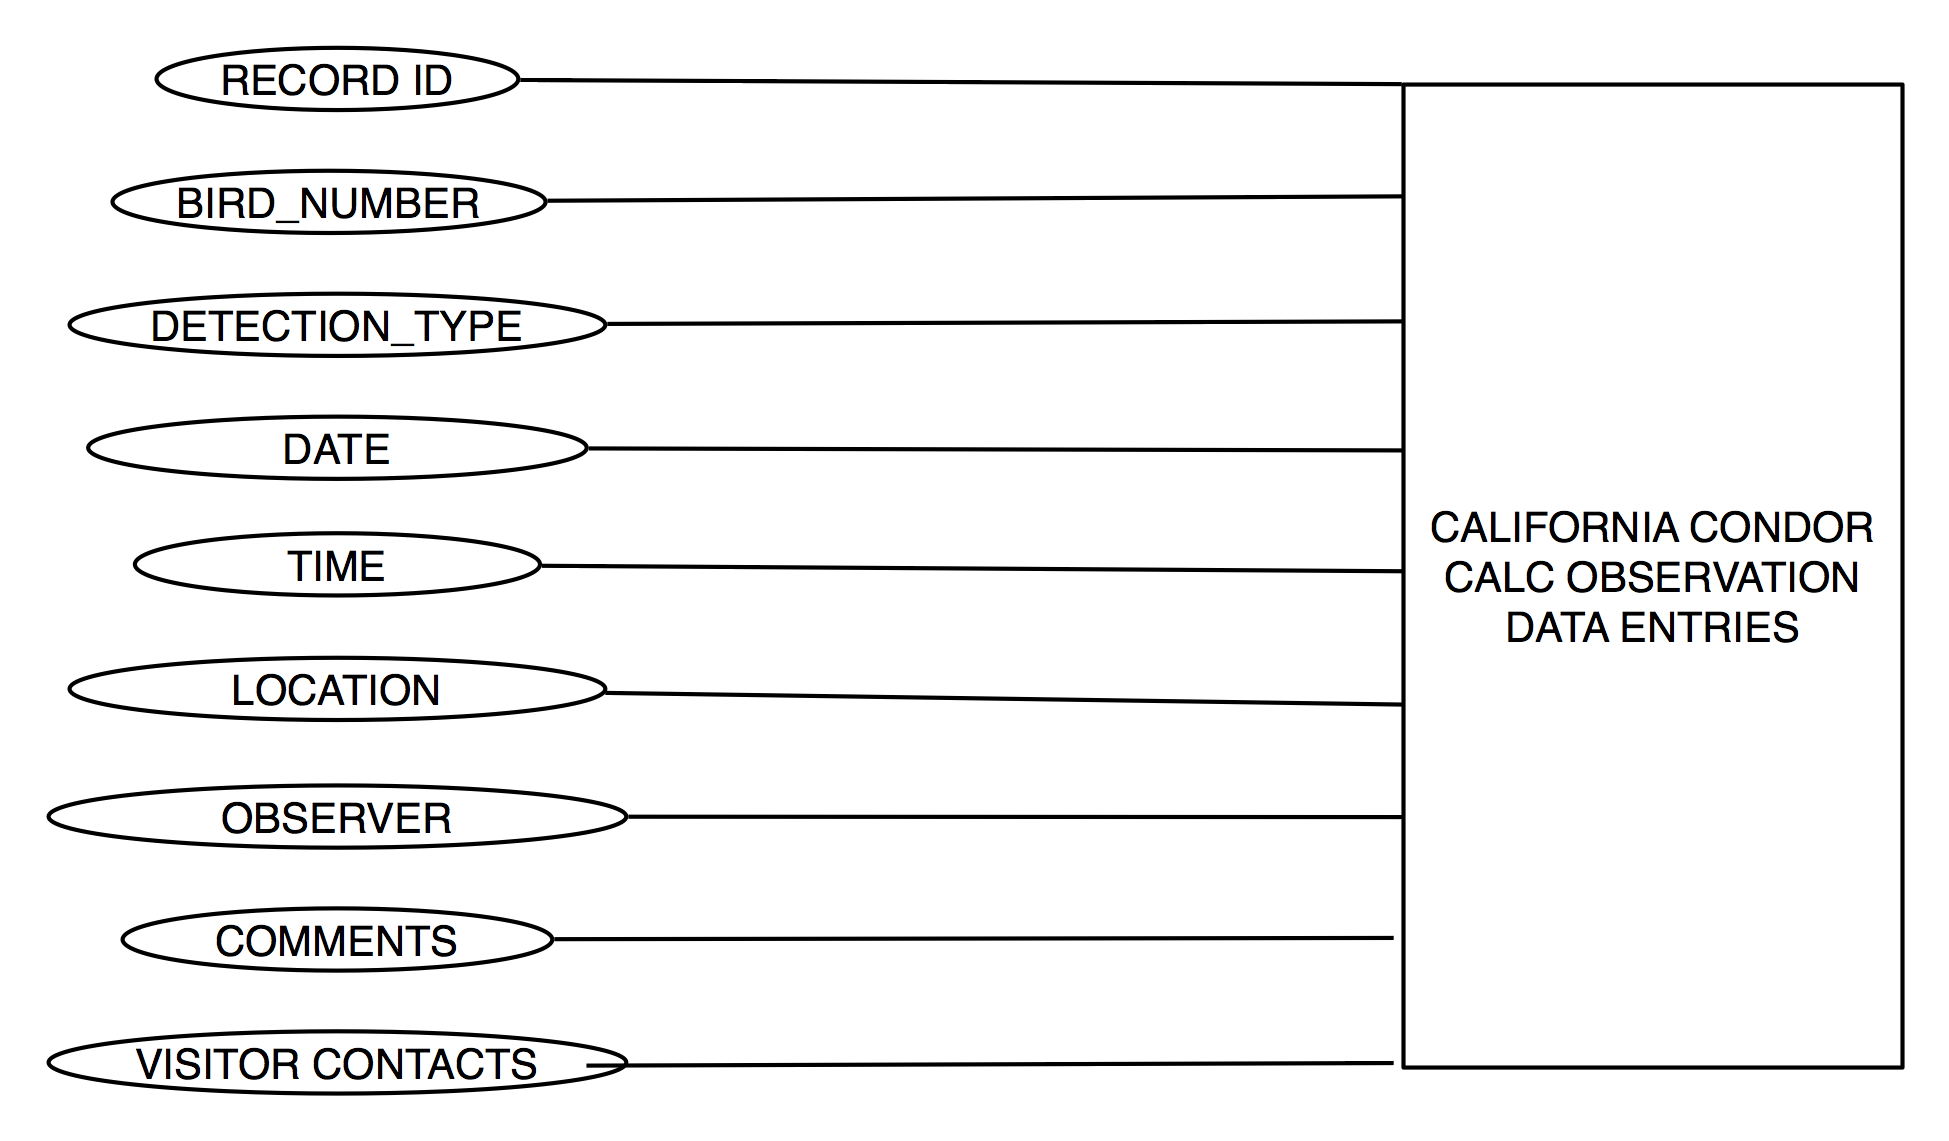 RECORD ID
BIRD_NUMBER
DETECTION_TYPE
DATE
TIME
LOCATION
OBSERVER
COMMENTS
VISITOR CONTACTS
CALIFORNIA CONDOR
CALC OBSERVATION
DATA ENTRIES